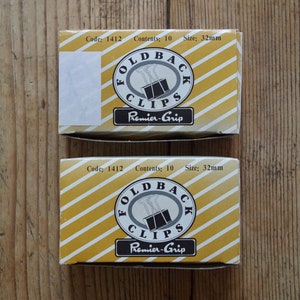 Code: 1412 Contents: 10 Size: 32mm
FOLDBACK
CLIPS
Premier-Grip
Code: 1412 Contents: 10 Size: 32mm
FOLDBACK
CLIPS
Premier-Grip